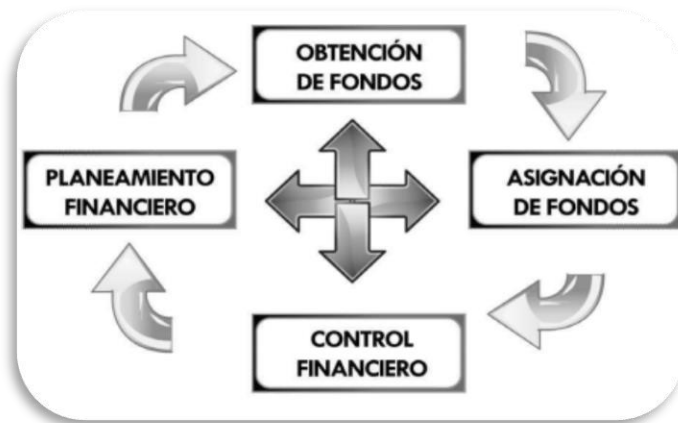 OBTENCIÓN
DE FONDOS
PLANEAMIENTO
FINANCIERO
ASIGNACIÓN
DE FONDOS
CONTROL
FINANCIERO